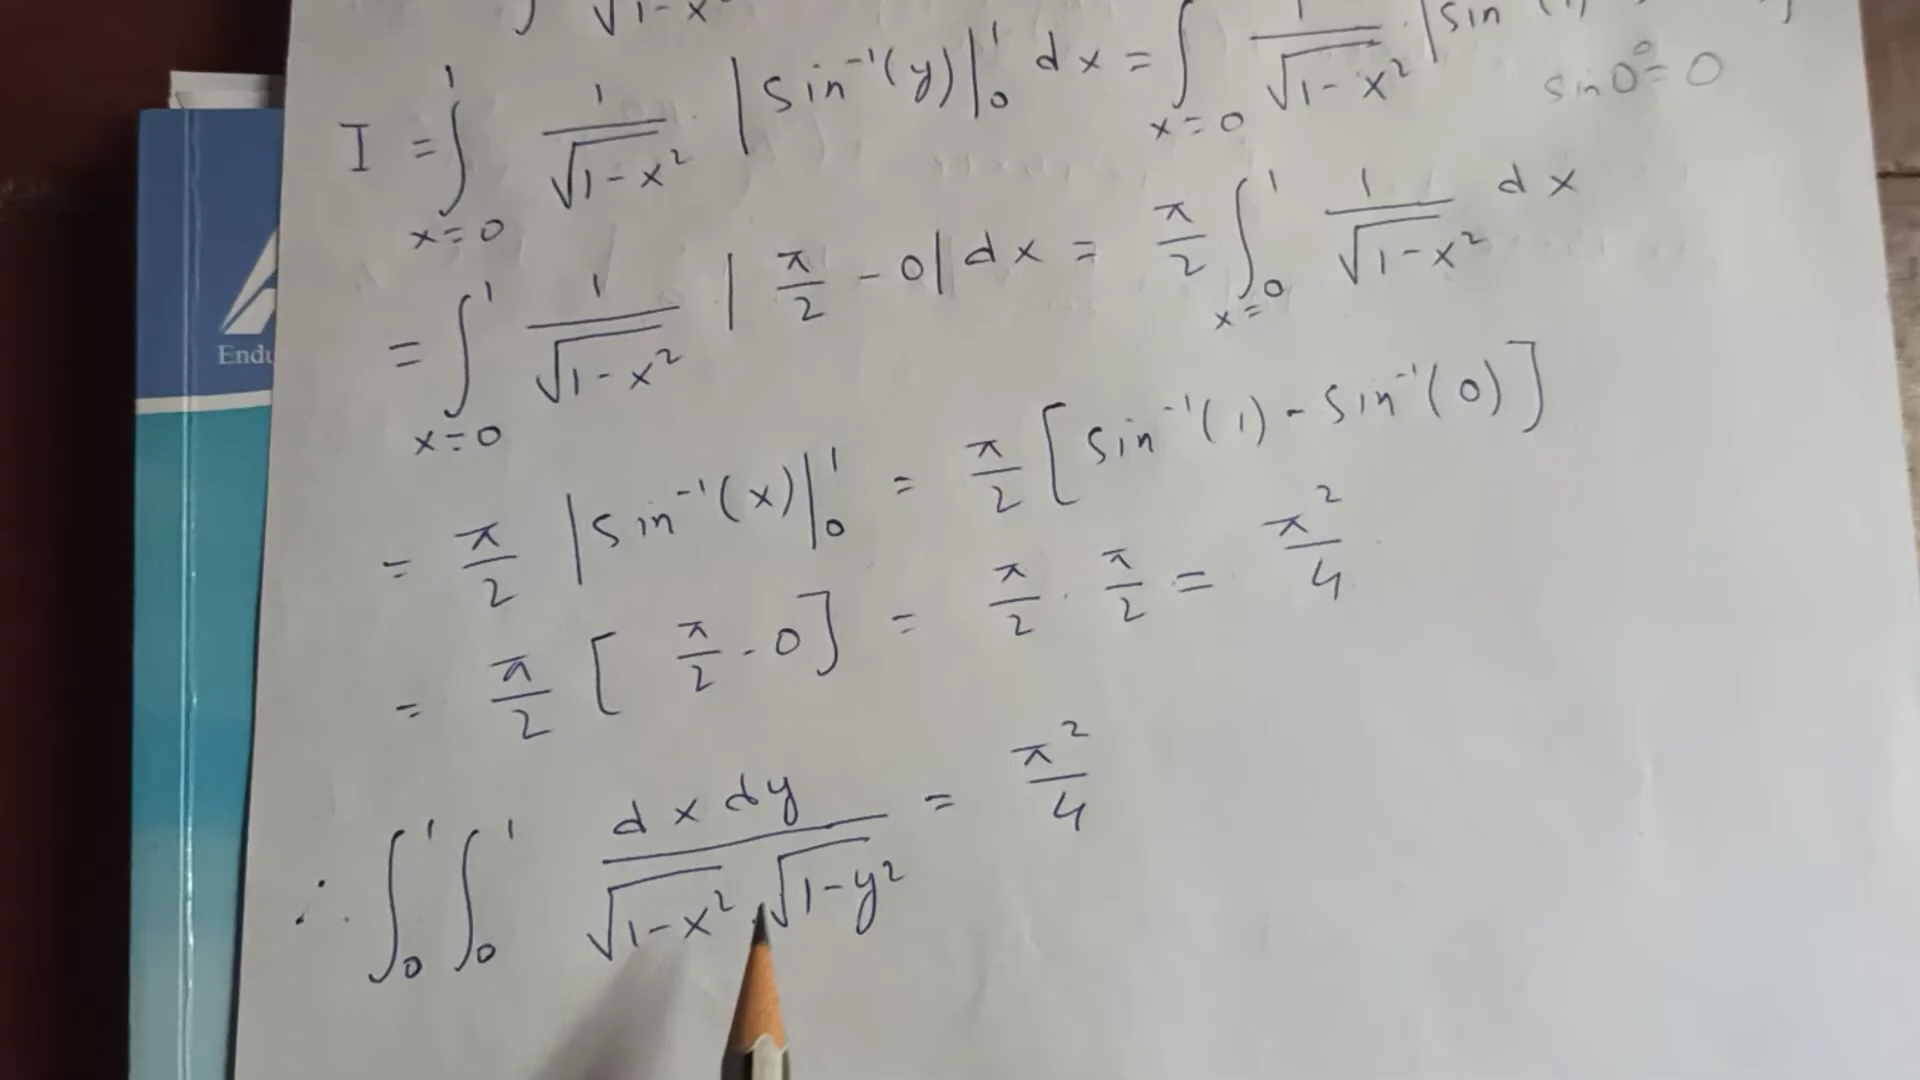 √1-x
I = ∫_{x=0}^{1} 1/√(1-x²) · |sin⁻¹(y)|₀¹ dx = ∫_{x=0} 1/√(1-x²) · |sin
sin 0° = 0
= ∫_{x=0}^{1} 1/√(1-x²) |π/2 - 0| dx = π/2 ∫_{x=0}^{1} 1/√(1-x²) dx
= π/2 |sin⁻¹(x)|₀¹ = π/2 [sin⁻¹(1) - sin⁻¹(0)]
= π/2 [π/2 - 0] = π/2 · π/2 = π²/4
∴ ∫₀¹ ∫₀¹ dx dy / (√(1-x²) √(1-y²)) = π²/4